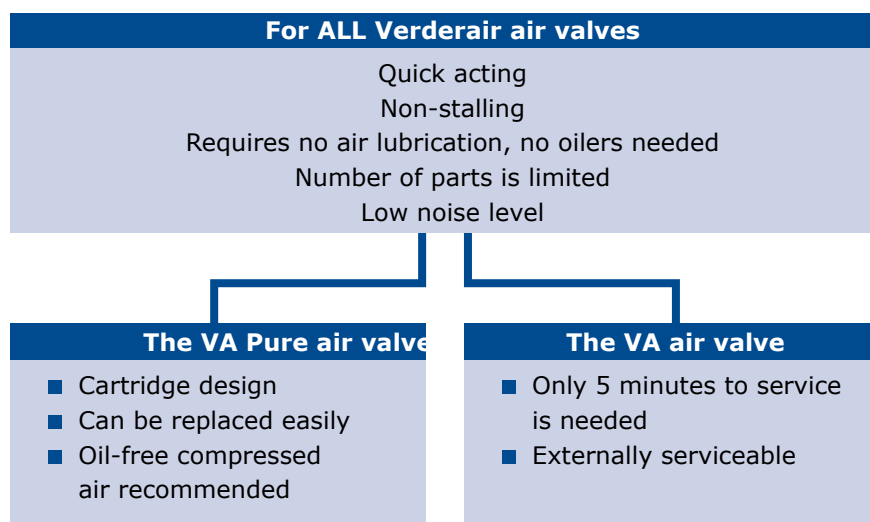 For ALL Verderair air valves
Quick acting
Non-stalling
Requires no air lubrication, no oilers needed
Number of parts is limited
Low noise level
The VA Pure air valve
Cartridge design
Can be replaced easily
Oil-free compressed
air recommended
The VA air valve
Only 5 minutes to service
is needed
Externally serviceable